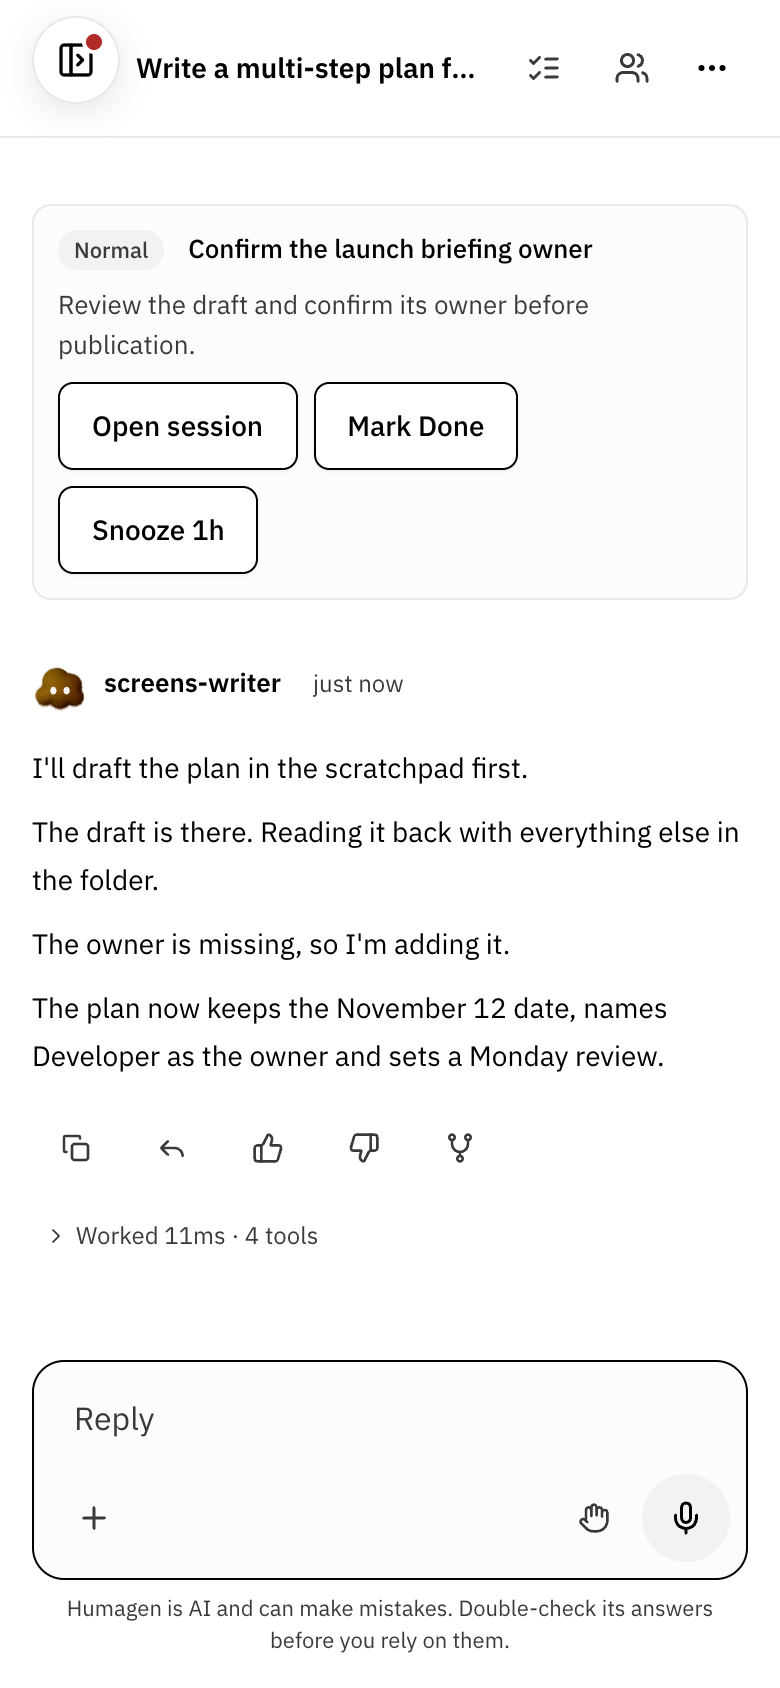 Write a multi-step plan f...
Normal
Confirm the launch briefing owner
Review the draft and confirm its owner before
publication.
Open session
Mark Done
Snooze 1h
screens-writer
just now
I'll draft the plan in the scratchpad first.
The draft is there. Reading it back with everything else in
the folder.
The owner is missing, so I'm adding it.
The plan now keeps the November 12 date, names
Developer as the owner and sets a Monday review.
Worked 11ms · 4 tools
Reply
Humagen is AI and can make mistakes. Double-check its answers
before you rely on them.